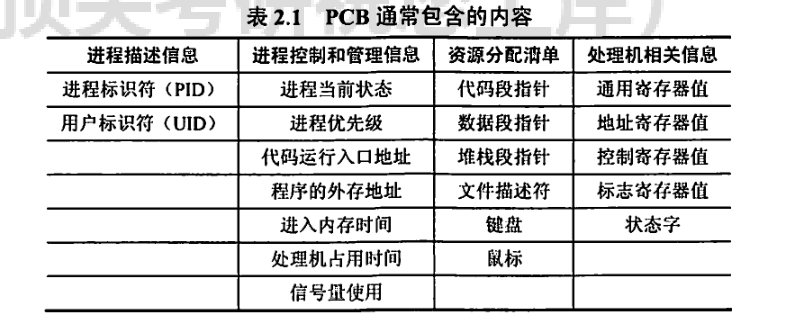 表 2.1 PCB 通常包含的内容
进程描述信息 进程控制和管理信息 资源分配清单 处理机相关信息
进程标识符（PID） 进程当前状态 代码段指针 通用寄存器值
用户标识符（UID） 进程优先级 数据段指针 地址寄存器值
代码运行入口地址 堆栈段指针 控制寄存器值
程序的外存地址 文件描述符 标志寄存器值
进入内存时间 键盘 状态字
处理机占用时间 鼠标
信号量使用